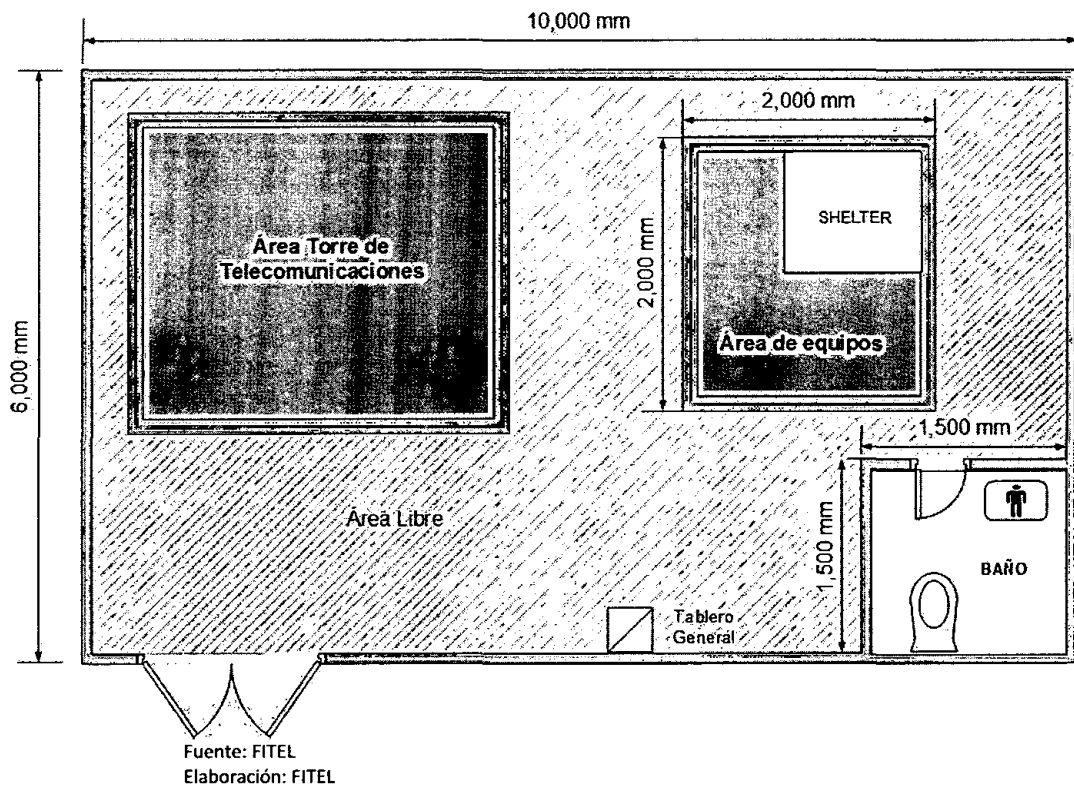 10,000 mm
2,000 mm
SHELTER
Área Torre de
Telecomunicaciones
2,000 mm
6,000 mm
Área de equipos
1,500 mm
Área Libre
1,500 mm
BAÑO
Tablero
General
Fuente: FITEL
Elaboración: FITEL